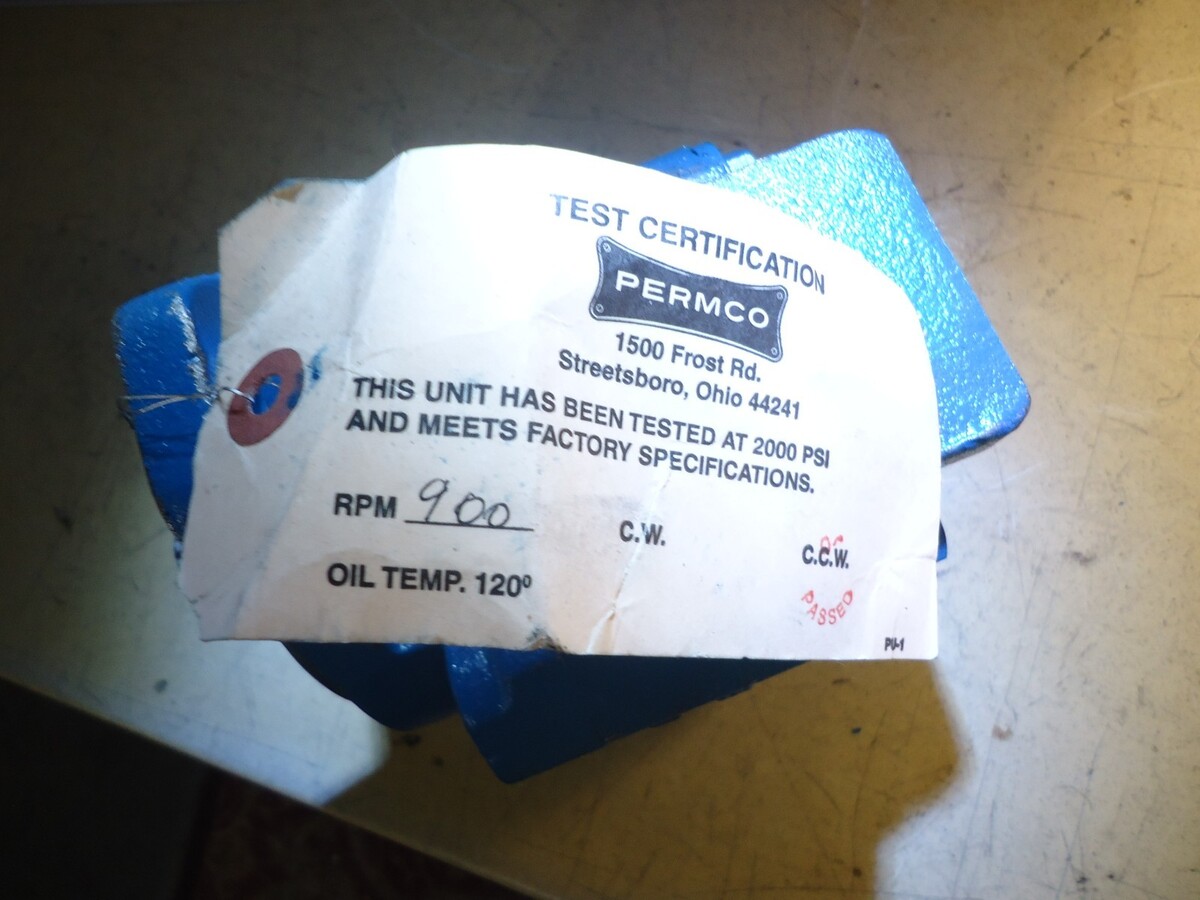 TEST CERTIFICATION
PERMCO
1500 Frost Rd.
Streetsboro, Ohio 44241
THIS UNIT HAS BEEN TESTED AT 2000 PSI
AND MEETS FACTORY SPECIFICATIONS.
RPM 900 C.W. C.C.W.
OIL TEMP. 120º
PASSED
PU-1